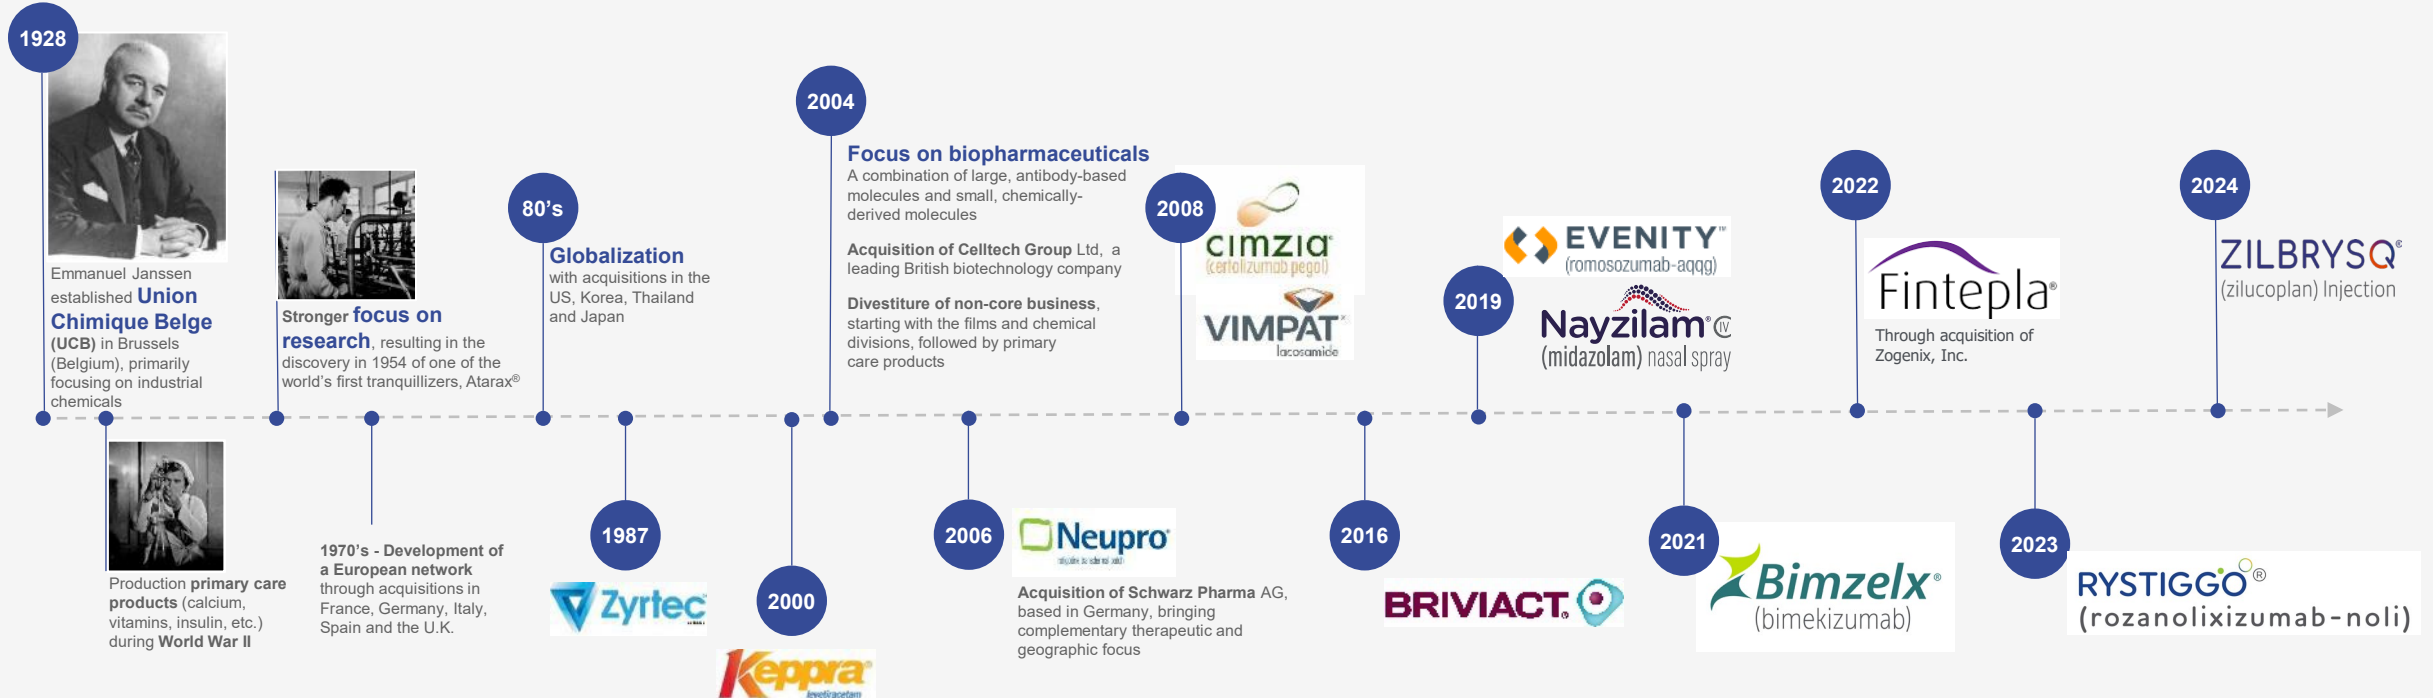 1928
Emmanuel Janssen
established Union
Chimique Belge
(UCB) in Brussels
(Belgium), primarily
focusing on industrial
chemicals
Production primary care
products (calcium,
vitamins, insulin, etc.)
during World War II
Stronger focus on
research, resulting in the
discovery in 1954 of one of the
world's first tranquillizers, Atarax®
1970's - Development of
a European network
through acquisitions in
France, Germany, Italy,
Spain and the U.K.
80's
Globalization
with acquisitions in the
US, Korea, Thailand
and Japan
1987
Zyrtec
2000
Keppra®
levetiracetam
2004
Focus on biopharmaceuticals
A combination of large, antibody-based
molecules and small, chemically-
derived molecules
Acquisition of Celltech Group Ltd, a
leading British biotechnology company
Divestiture of non-core business,
starting with the films and chemical
divisions, followed by primary
care products
2006
Neupro®
Acquisition of Schwarz Pharma AG,
based in Germany, bringing
complementary therapeutic and
geographic focus
2008
cimzia®
(certolizumab pegol)
VIMPAT®
lacosamide
2016
BRIVIACT®
2019
EVENITY™
(romosozumab-aqqg)
Nayzilam® CIV
(midazolam) nasal spray
2021
Bimzelx®
(bimekizumab)
2022
Fintepla®
Through acquisition of
Zogenix, Inc.
2023
RYSTIGGO®
(rozanolixizumab-noli)
2024
ZILBRYSQ®
(zilucoplan) Injection